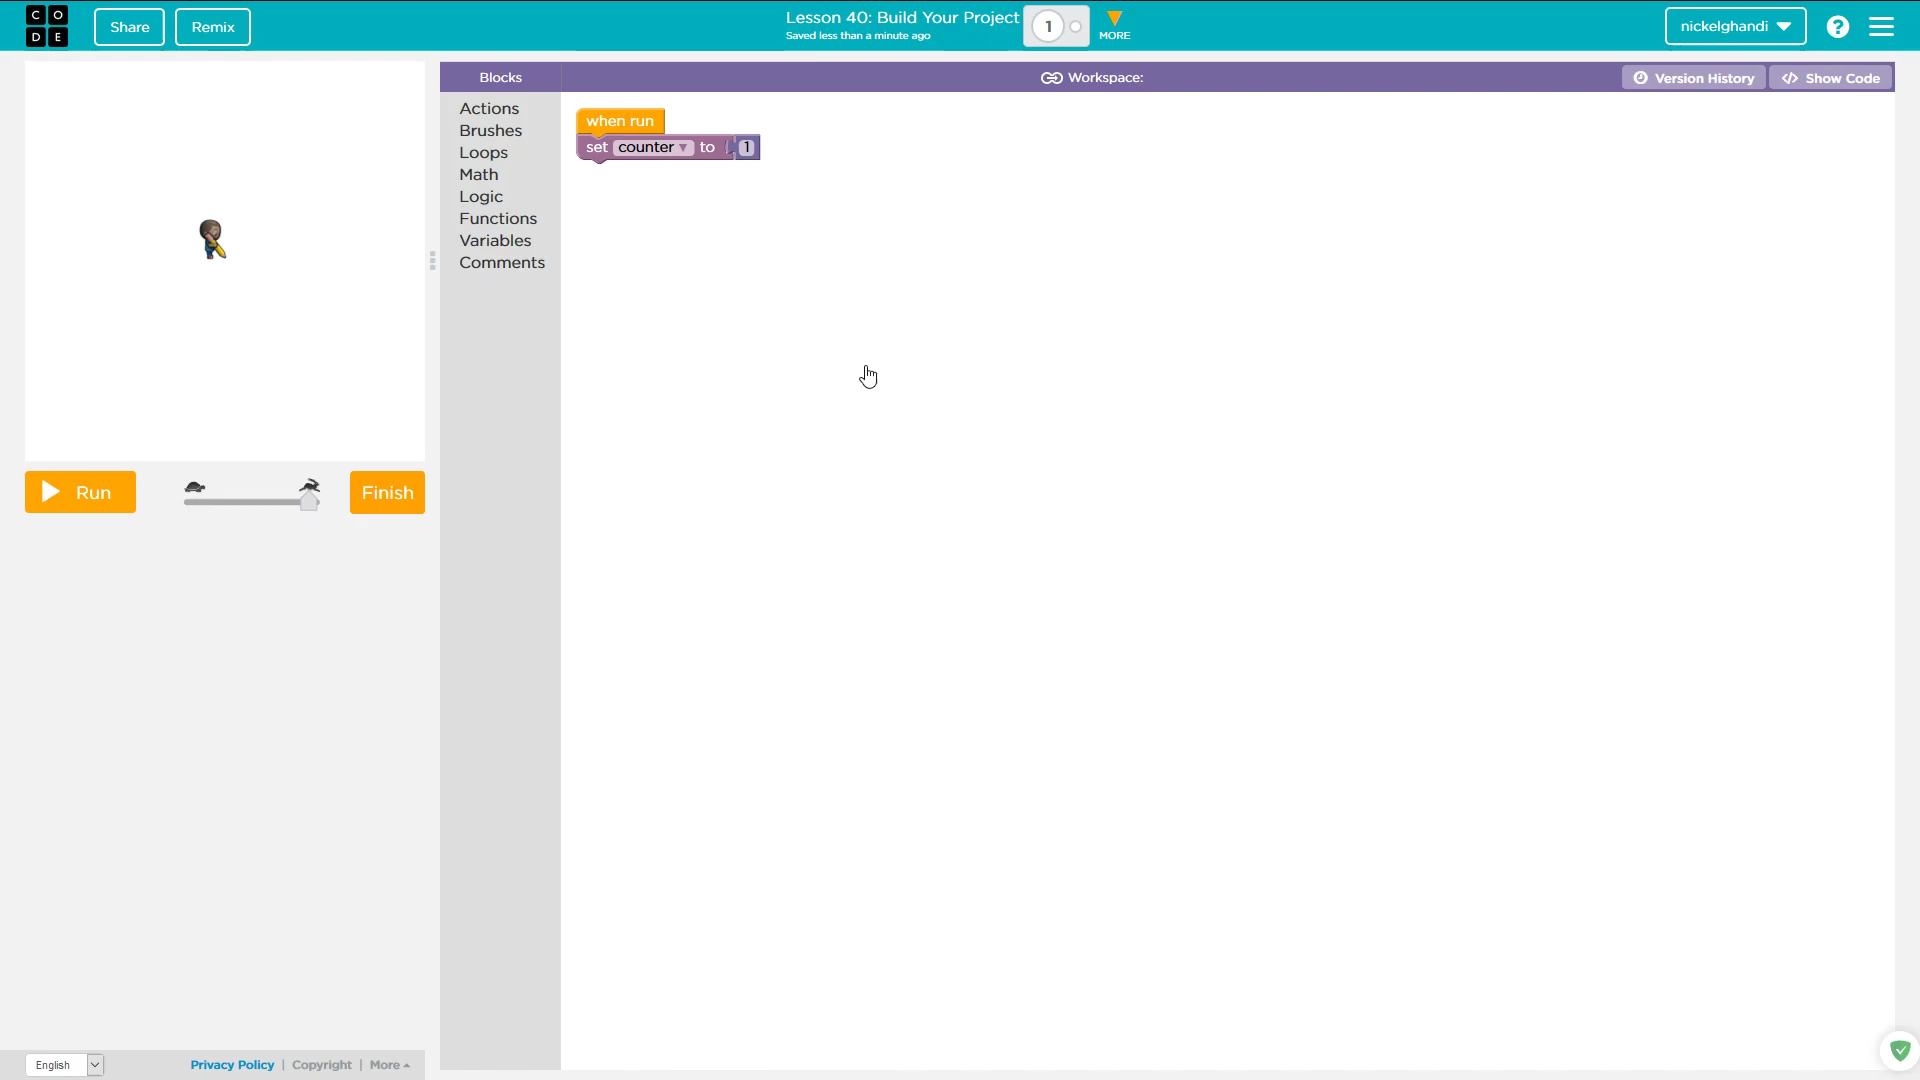 C O
D E
Share
Remix
Lesson 40: Build Your Project
Saved less than a minute ago
1
MORE
nickelghandi
?
Blocks
Workspace:
Version History
Show Code
Actions
Brushes
Loops
Math
Logic
Functions
Variables
Comments
when run
set counter to 1
Run
Finish
English
Privacy Policy | Copyright | More